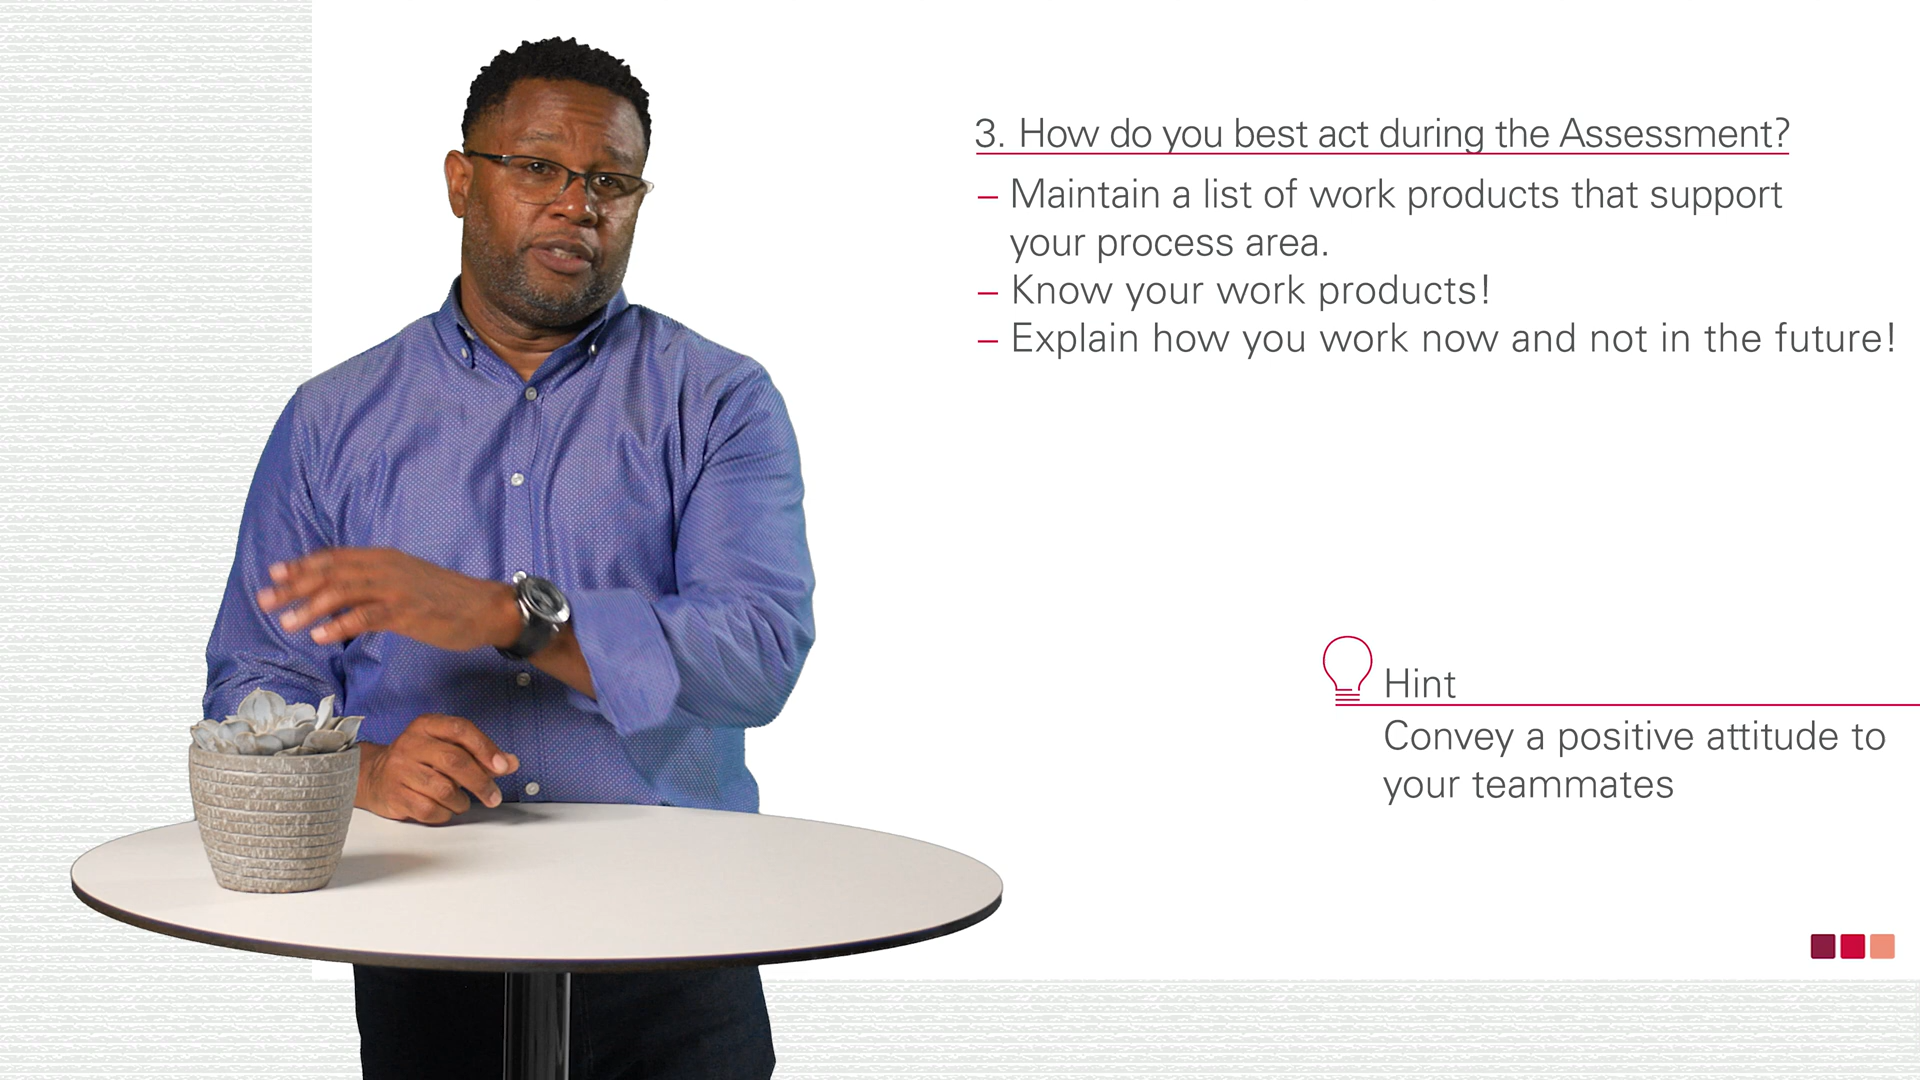 3. How do you best act during the Assessment?
– Maintain a list of work products that support
your process area.
– Know your work products!
– Explain how you work now and not in the future!
Hint
Convey a positive attitude to
your teammates